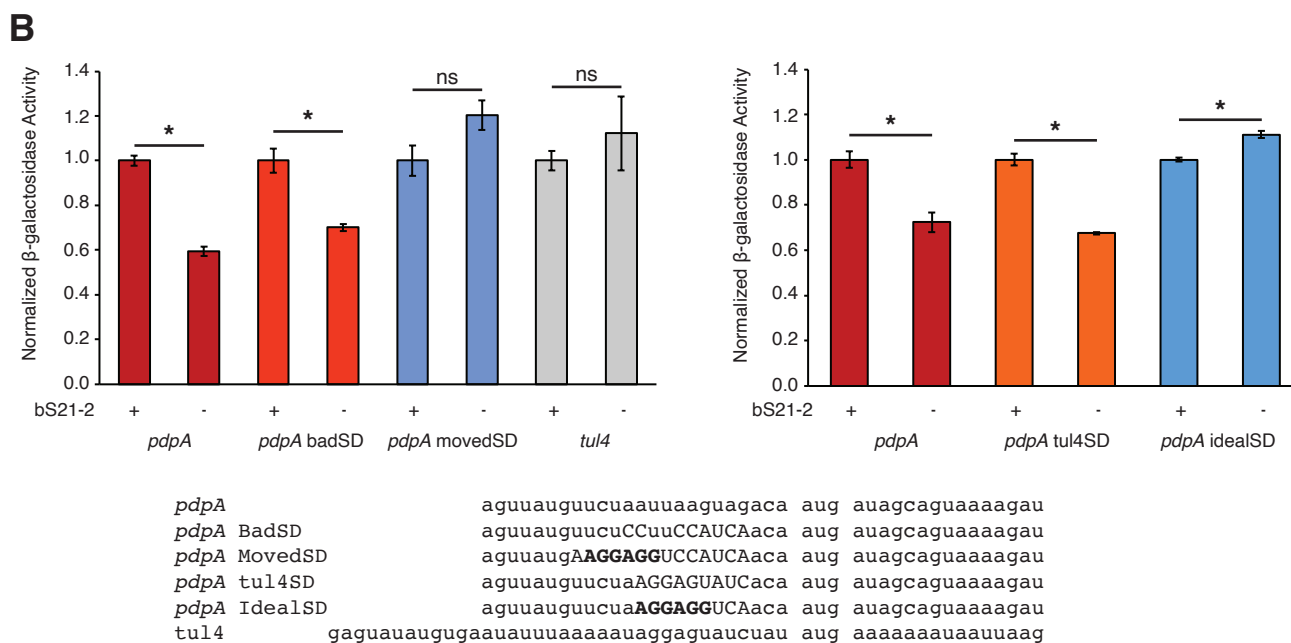 B
Normalized β-galactosidase Activity
1.4
1.2
1.0
0.8
0.6
0.4
0.2
0.0
* * ns ns
bS21-2 + - + - + - + -
pdpA pdpA badSD pdpA movedSD tul4
Normalized β-galactosidase Activity
1.4
1.2
1.0
0.8
0.6
0.4
0.2
0.0
* * *
bS21-2 + - + - + -
pdpA pdpA tul4SD pdpA idealSD
pdpA aguuauguucuaauuaaguagaca aug auagcaguaaaagau
pdpA BadSD aguuauguucuCCuuCCAUCAaca aug auagcaguaaaagau
pdpA MovedSD aguuaugAAGGAGGUCCAUCAaca aug auagcaguaaaagau
pdpA tul4SD aguuauguucuaAGGAGUAUCaca aug auagcaguaaaagau
pdpA IdealSD aguuauguucuaAGGAGGUCAaca aug auagcaguaaaagau
tul4 gaguauaugugaauauuuaaaaauaggaguaucuau aug aaaaaauauuaag